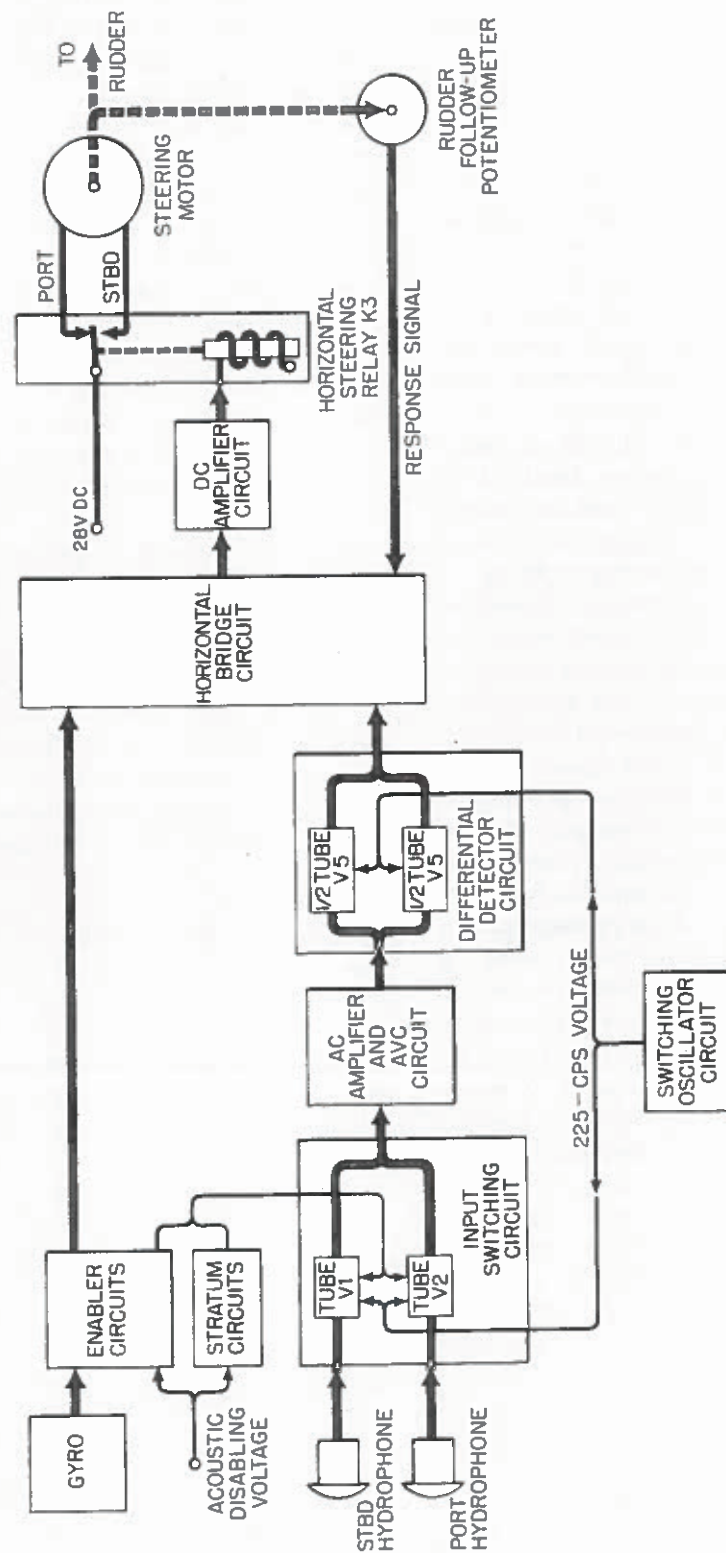 GYRO
ENABLER
CIRCUITS
STRATUM
CIRCUITS
ACOUSTIC
DISABLING
VOLTAGE
STBD
HYDROPHONE
PORT
HYDROPHONE
TUBE
V1
TUBE
V2
INPUT
SWITCHING
CIRCUIT
AC
AMPLIFIER
AND
AVC
CIRCUIT
1/2 TUBE
V5
1/2 TUBE
V5
DIFFERENTIAL
DETECTOR
CIRCUIT
225-CPS VOLTAGE
SWITCHING
OSCILLATOR
CIRCUIT
HORIZONTAL
BRIDGE
CIRCUIT
28V DC
DC
AMPLIFIER
CIRCUIT
HORIZONTAL
STEERING
RELAY K3
PORT
STBD
STEERING
MOTOR
TO
RUDDER
RUDDER
FOLLOW-UP
POTENTIOMETER
RESPONSE SIGNAL